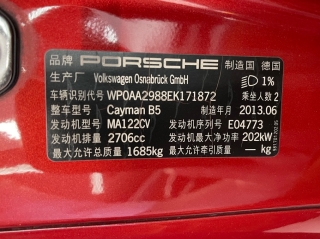 品牌 PORSCHE 制造国 德国
生产厂 Volkswagen Osnabrück GmbH 1%
车辆识别代号 WP0AA2988EK171872 乘坐人数 2
整车型号 Cayman B5 制造年月 2013.06
发动机型号 MA122CV 发动机序列号 E04773
发动机排量 2706cc 发动机最大净功率 202kW
最大允许总质量 1685kg 最大允许牵引质量 — kg